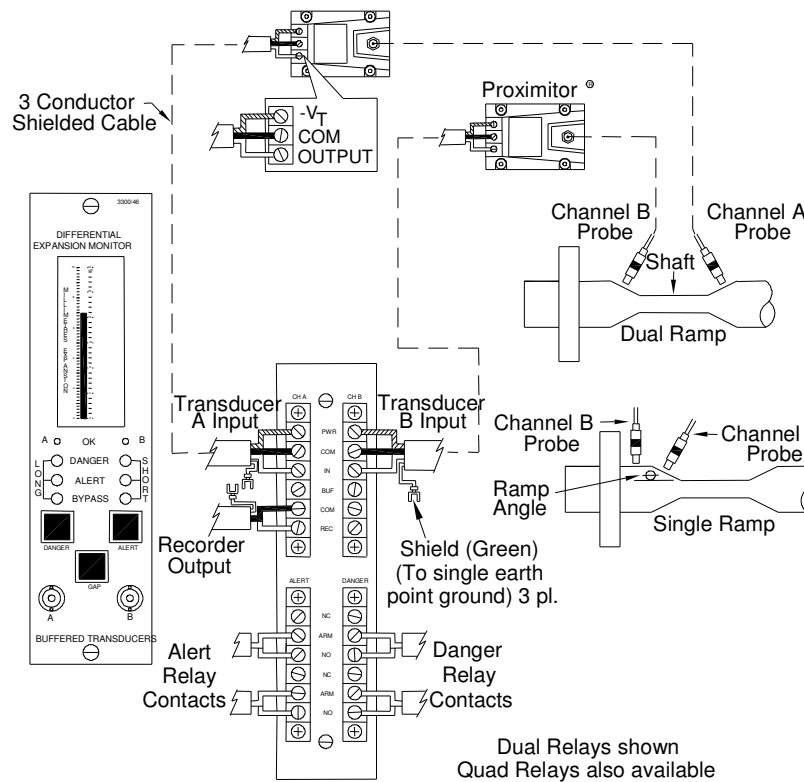 3 Conductor
Shielded Cable
-VT
COM
OUTPUT
Proximitor ®
Channel B
Probe
Channel A
Probe
Shaft
Dual Ramp
3300/46
DIFFERENTIAL
EXPANSION MONITOR
MILLIMETRES EXPANSION
A
OK
B
LONG
DANGER
ALERT
BYPASS
SHORT
DANGER
ALERT
GAP
A
B
BUFFERED TRANSDUCERS
CH A
CH B
Transducer
A Input
Transducer
B Input
PWR
COM
IN
BUF
COM
REC
Recorder
Output
Shield (Green)
(To single earth
point ground) 3 pl.
Channel B
Probe
Channel
Probe
Ramp
Angle
Single Ramp
ALERT
DANGER
NC
ARM
NO
NC
ARM
NO
Alert
Relay
Contacts
Danger
Relay
Contacts
Dual Relays shown
Quad Relays also available